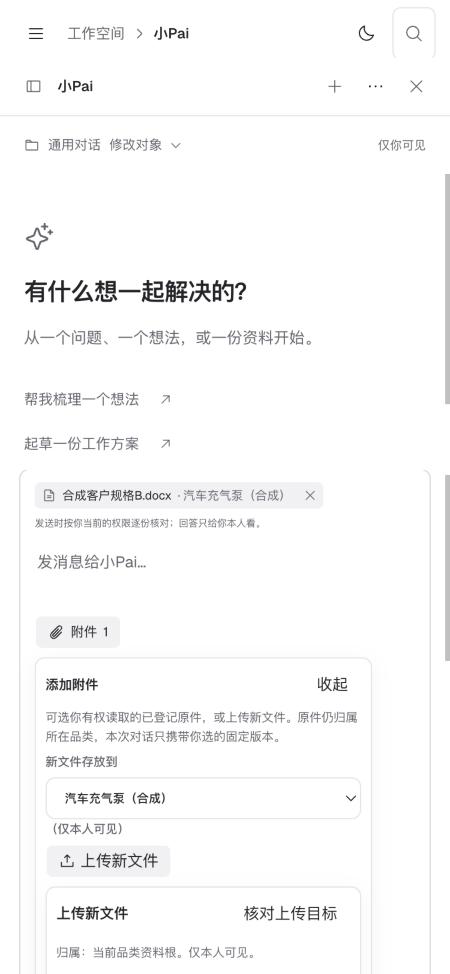 工作空间 > 小Pai
小Pai
通用对话 修改对象
仅你可见
有什么想一起解决的?
从一个问题、一个想法，或一份资料开始。
帮我梳理一个想法
起草一份工作方案
合成客户规格B.docx · 汽车充气泵（合成）
发送时按你当前的权限逐份核对；回答只给你本人看。
发消息给小Pai...
附件 1
添加附件
收起
可选你有权读取的已登记原件，或上传新文件。原件仍归属
所在品类，本次对话只携带你选的固定版本。
新文件存放到
汽车充气泵（合成）
（仅本人可见）
上传新文件
上传新文件
核对上传目标
归属：当前品类资料根。仅本人可见。